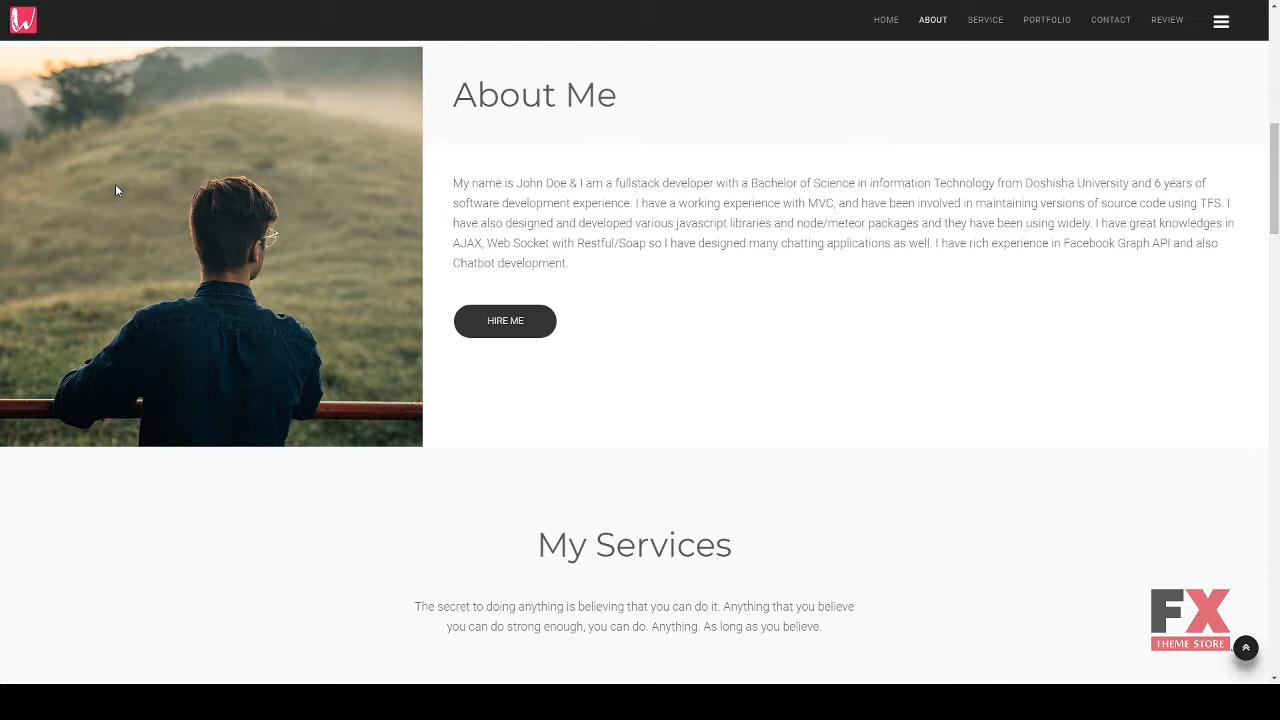 HOME ABOUT SERVICE PORTFOLIO CONTACT REVIEW
About Me
My name is John Doe & I am a fullstack developer with a Bachelor of Science in information Technology from Doshisha University and 6 years of
software development experience. I have a working experience with MVC, and have been involved in maintaining versions of source code using TFS. I
have also designed and developed various javascript libraries and node/meteor packages and they have been using widely. I have great knowledges in
AJAX, Web Socket with Restful/Soap so I have designed many chatting applications as well. I have rich experience in Facebook Graph API and also
Chatbot development.
HIRE ME
My Services
The secret to doing anything is believing that you can do it. Anything that you believe
you can do strong enough, you can do. Anything. As long as you believe.
FX
THEME STORE